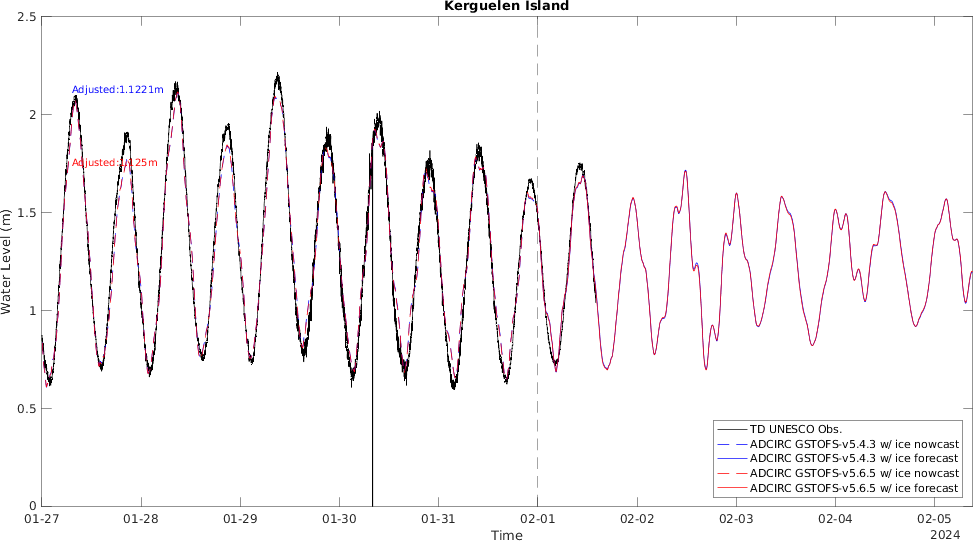 Kerguelen Island
2.5
2
1.5
1
0.5
0
Water Level (m)
Adjusted:1.1221m
TD UNESCO Obs.
ADCIRC GSTOFS-v5.4.3 w/ ice nowcast
ADCIRC GSTOFS-v5.4.3 w/ ice forecast
ADCIRC GSTOFS-v5.6.5 w/ ice nowcast
ADCIRC GSTOFS-v5.6.5 w/ ice forecast
01-27 01-28 01-29 01-30 01-31 02-01 02-02 02-03 02-04 02-05
Time
2024